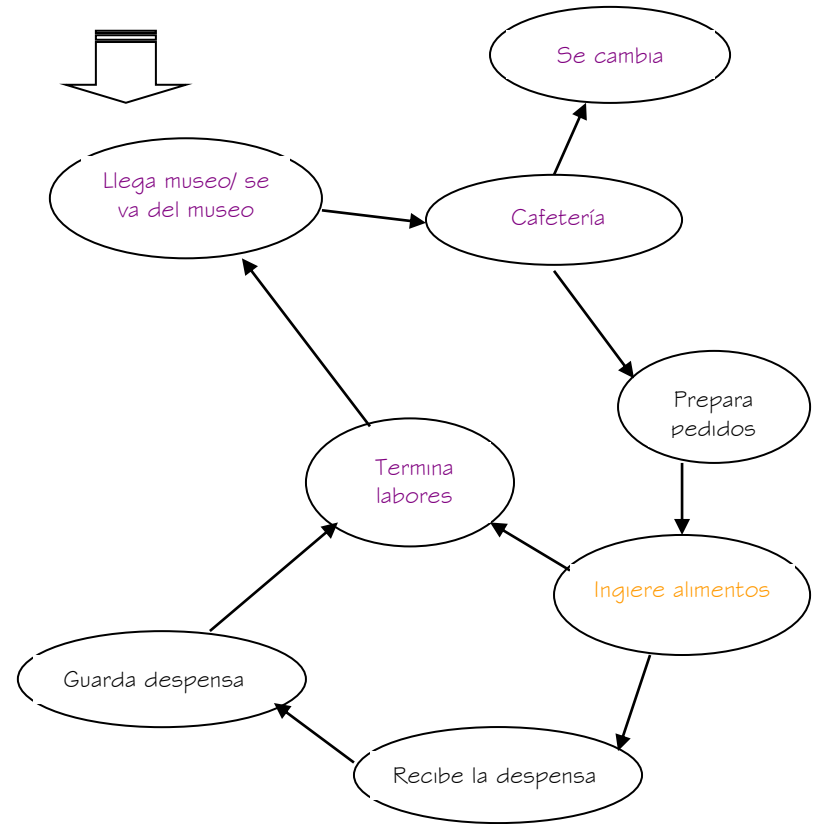 Se cambia
Llega museo/ se
va del museo
Cafetería
Prepara
pedidos
Termina
labores
Ingiere alimentos
Guarda despensa
Recibe la despensa